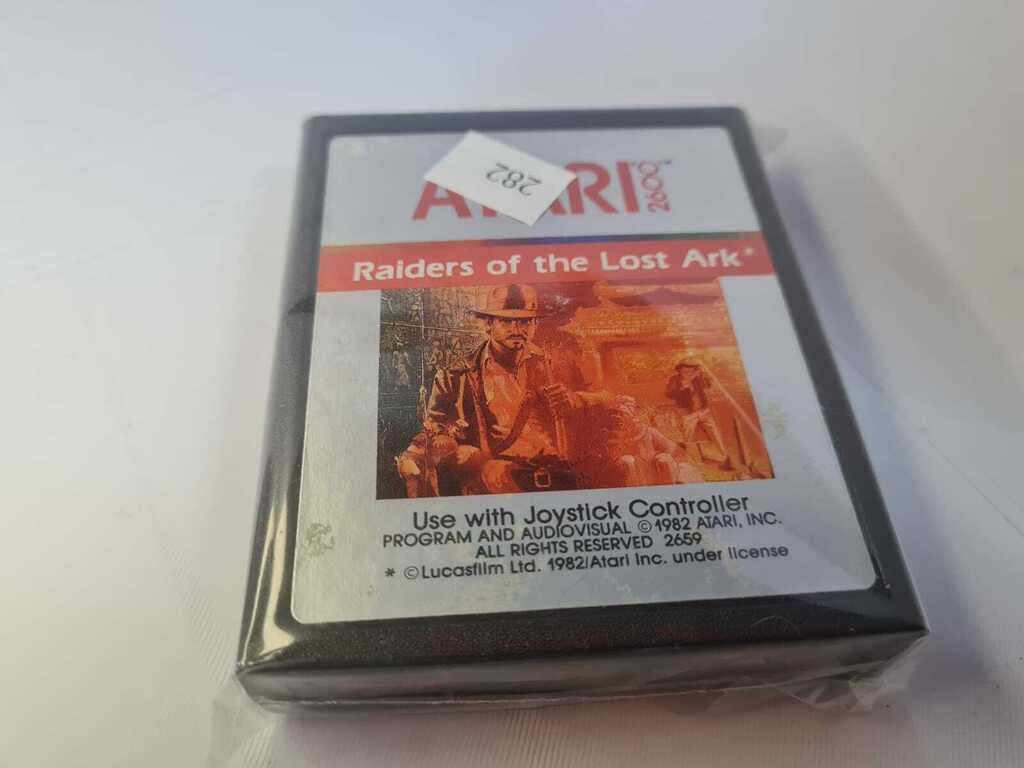 282
ATARI 2600™
Raiders of the Lost Ark*
Use with Joystick Controller
PROGRAM AND AUDIOVISUAL © 1982 ATARI, INC.
ALL RIGHTS RESERVED 2659
* ©Lucasfilm Ltd. 1982/Atari Inc. under license